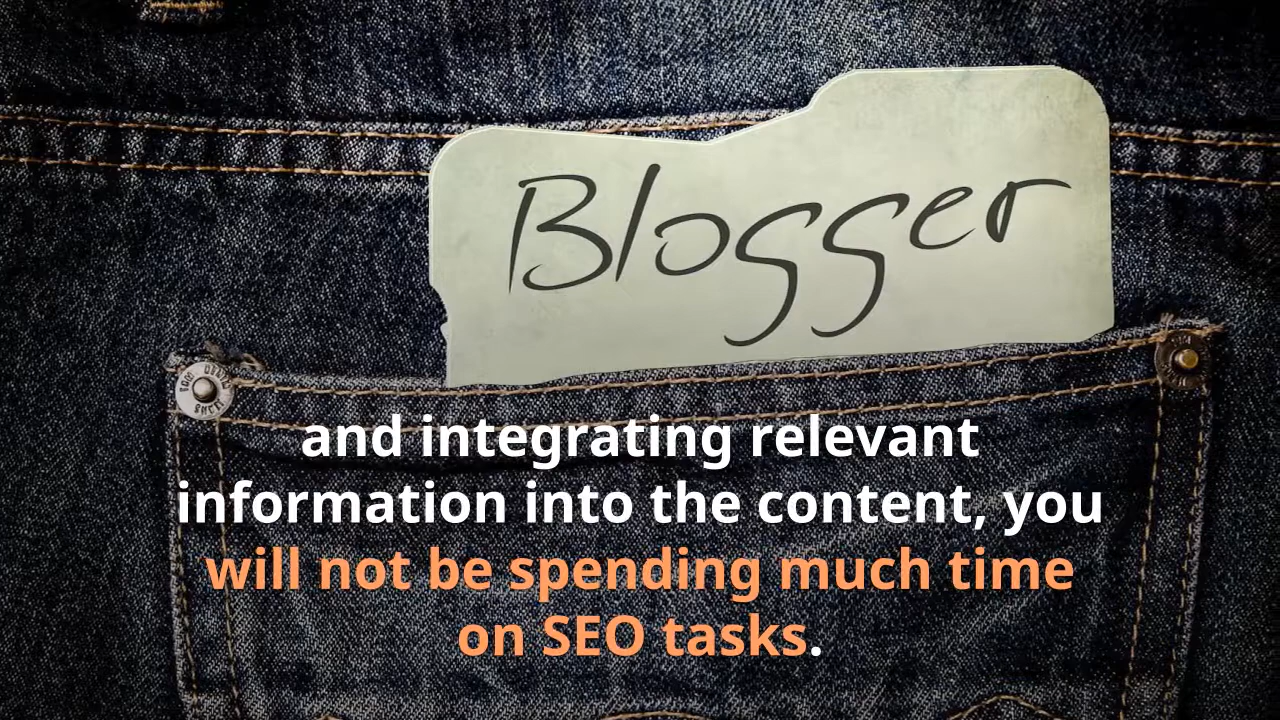 Blogger
and integrating relevant
information into the content, you
will not be spending much time
on SEO tasks.